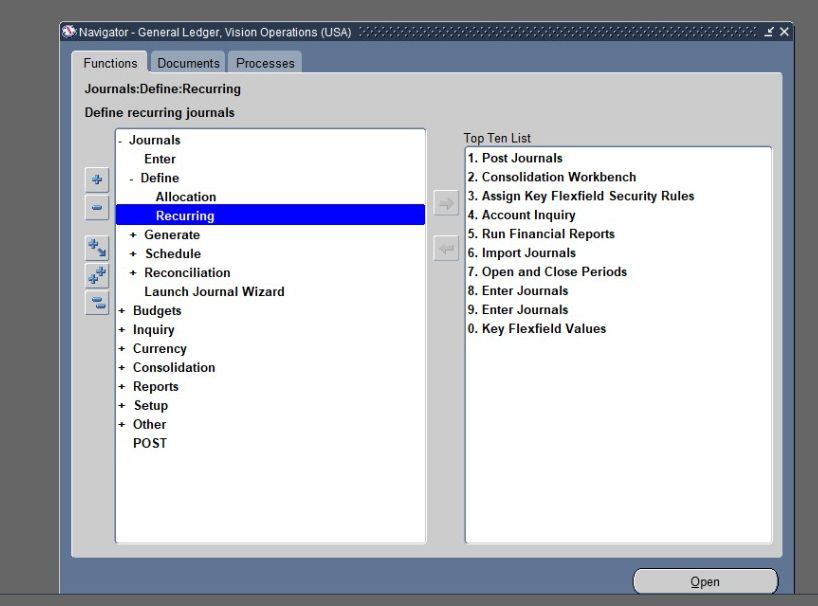 Navigator - General Ledger, Vision Operations (USA)
Functions Documents Processes
Journals:Define:Recurring
Define recurring journals
- Journals
Enter
- Define
Allocation
Recurring
+ Generate
+ Schedule
+ Reconciliation
Launch Journal Wizard
+ Budgets
+ Inquiry
+ Currency
+ Consolidation
+ Reports
+ Setup
+ Other
POST
Top Ten List
1. Post Journals
2. Consolidation Workbench
3. Assign Key Flexfield Security Rules
4. Account Inquiry
5. Run Financial Reports
6. Import Journals
7. Open and Close Periods
8. Enter Journals
9. Enter Journals
0. Key Flexfield Values
Open